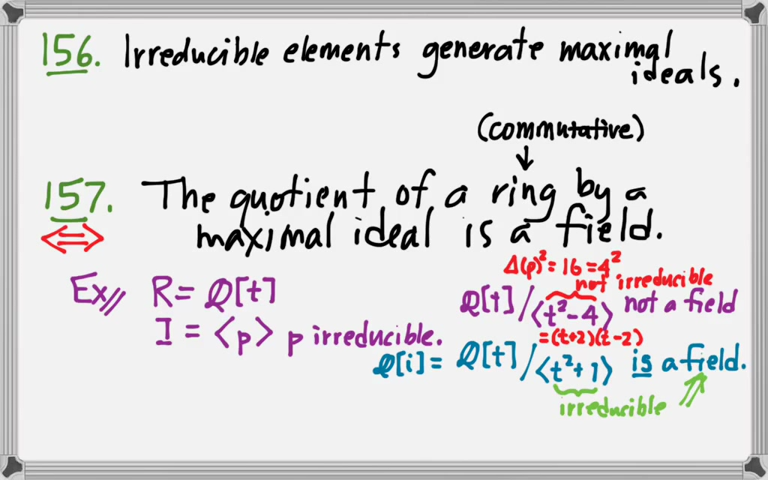 156. Irreducible elements generate maximal
ideals.
(commutative)
↓
157. The quotient of a ring by a
⟺ maximal ideal is a field.
Δ(p)² = 16 = 4²
not irreducible
Ex// R = Q[t]
Q[t]/⟨t²-4⟩ not a field
I = ⟨p⟩ p irreducible.
=(t+2)(t-2)
Q[i] = Q[t]/⟨t²+1⟩ is a field.
irreducible